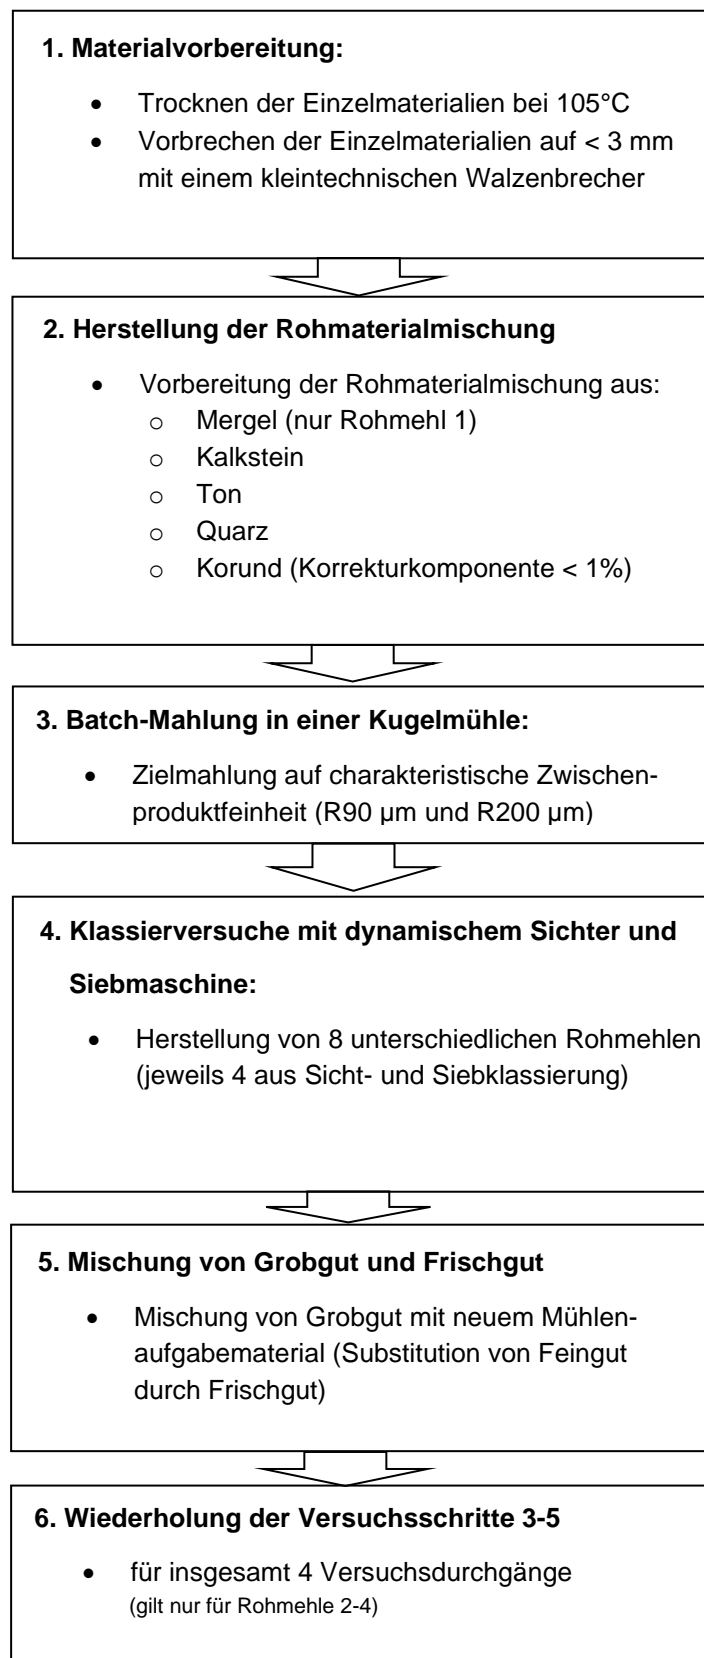 1. Materialvorbereitung:
• Trocknen der Einzelmaterialien bei 105°C
• Vorbrechen der Einzelmaterialien auf < 3 mm
mit einem kleintechnischen Walzenbrecher
2. Herstellung der Rohmaterialmischung
• Vorbereitung der Rohmaterialmischung aus:
o Mergel (nur Rohmehl 1)
o Kalkstein
o Ton
o Quarz
o Korund (Korrekturkomponente < 1%)
3. Batch-Mahlung in einer Kugelmühle:
• Zielmahlung auf charakteristische Zwischen-
produktfeinheit (R90 µm und R200 µm)
4. Klassierversuche mit dynamischem Sichter und
Siebmaschine:
• Herstellung von 8 unterschiedlichen Rohmehlen
(jeweils 4 aus Sicht- und Siebklassierung)
5. Mischung von Grobgut und Frischgut
• Mischung von Grobgut mit neuem Mühlen-
aufgabematerial (Substitution von Feingut
durch Frischgut)
6. Wiederholung der Versuchsschritte 3-5
• für insgesamt 4 Versuchsdurchgänge
(gilt nur für Rohmehle 2-4)